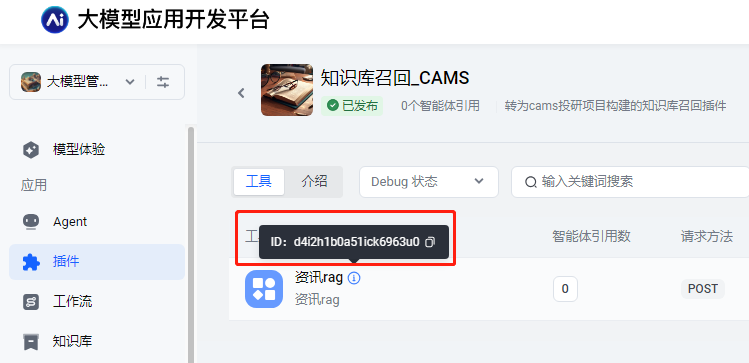 Ai 大模型应用开发平台
大模型管...
知识库召回_CAMS
已发布 0个智能体引用 转为cams投研项目构建的知识库召回插件
模型体验
应用
工具 介绍 Debug 状态 输入关键词搜索
Agent
ID: d4i2h1b0a51ick6963u0 智能体引用数 请求方法
插件
资讯rag 0 POST
资讯rag
工作流
知识库